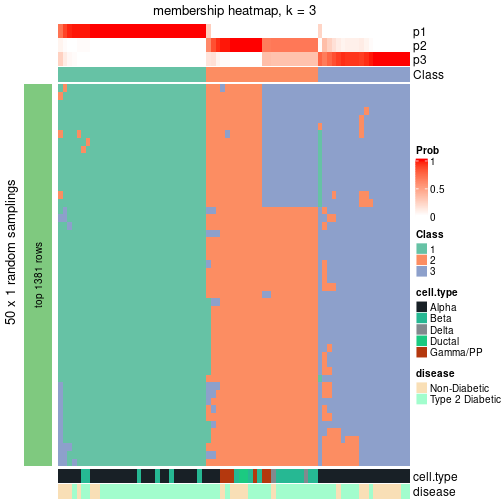 membership heatmap, k = 3
p1
p2
p3
Class
50 x 1 random samplings
top 1381 rows
Prob
1
0.5
0
Class
1
2
3
cell.type
Alpha
Beta
Delta
Ductal
Gamma/PP
disease
Non-Diabetic
Type 2 Diabetic
cell.type
disease